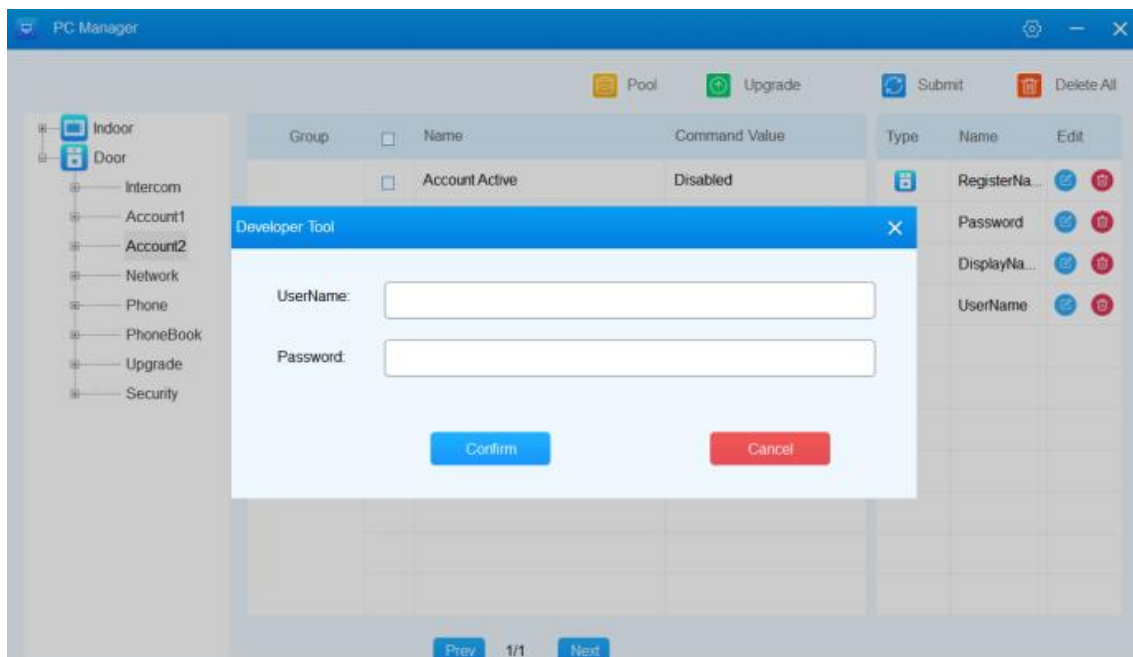 PC Manager
Pool Upgrade Submit Delete All
Indoor
Door
Intercom
Account1
Account2
Network
Phone
PhoneBook
Upgrade
Security
Group Name Command Value Type Name Edit
Account Active Disabled RegisterNa...
Password
DisplayNa...
UserName
Developer Tool
UserName:
Password:
Confirm Cancel
Prev 1/1 Next